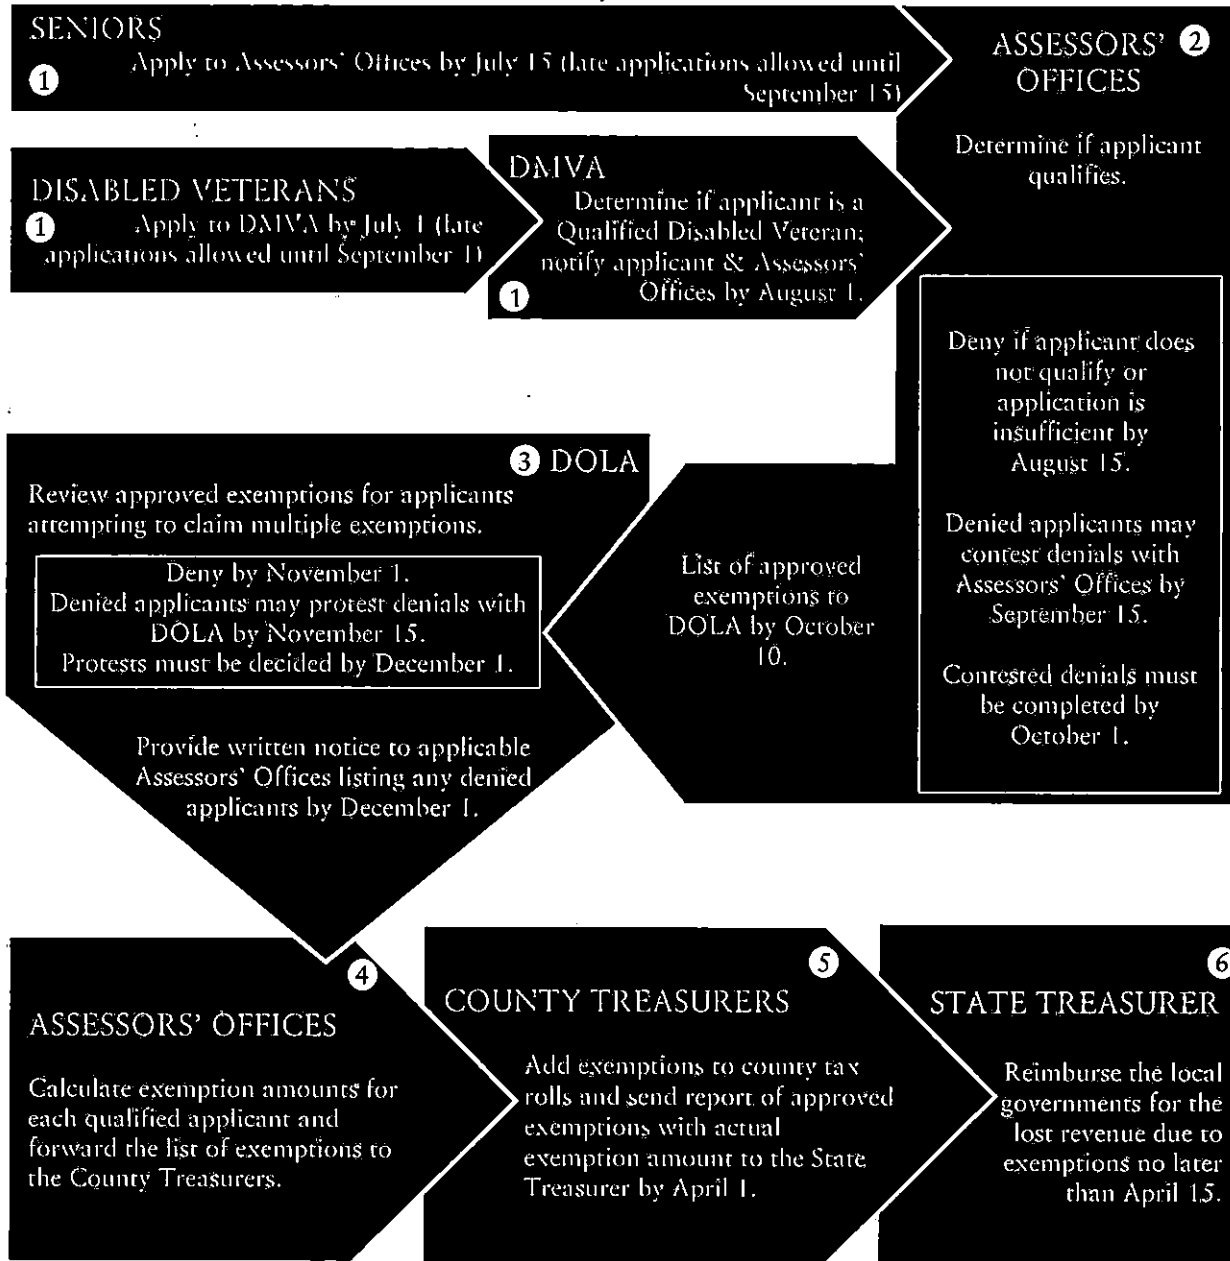 SENIORS
1
Apply to Assessors' Offices by July 15 (late applications allowed until
September 15)
DISABLED VETERANS
1
Apply to DMVA by July 1 (late
applications allowed until September 1)
DMVA
Determine if applicant is a
Qualified Disabled Veteran;
notify applicant & Assessors'
Offices by August 1.
1
ASSESSORS' 2
OFFICES
Determine if applicant
qualifies.
Deny if applicant does
not qualify or
application is
insufficient by
August 15.
Denied applicants may
contest denials with
Assessors' Offices by
September 15.
Contested denials must
be completed by
October 1.
List of approved
exemptions to
DOLA by October
10.
3 DOLA
Review approved exemptions for applicants
attempting to claim multiple exemptions.
Deny by November 1.
Denied applicants may protest denials with
DOLA by November 15.
Protests must be decided by December 1.
Provide written notice to applicable
Assessors' Offices listing any denied
applicants by December 1.
4
ASSESSORS' OFFICES
Calculate exemption amounts for
each qualified applicant and
forward the list of exemptions to
the County Treasurers.
5
COUNTY TREASURERS
Add exemptions to county tax
rolls and send report of approved
exemptions with actual
exemption amount to the State
Treasurer by April 1.
6
STATE TREASURER
Reimburse the local
governments for the
lost revenue due to
exemptions no later
than April 15.